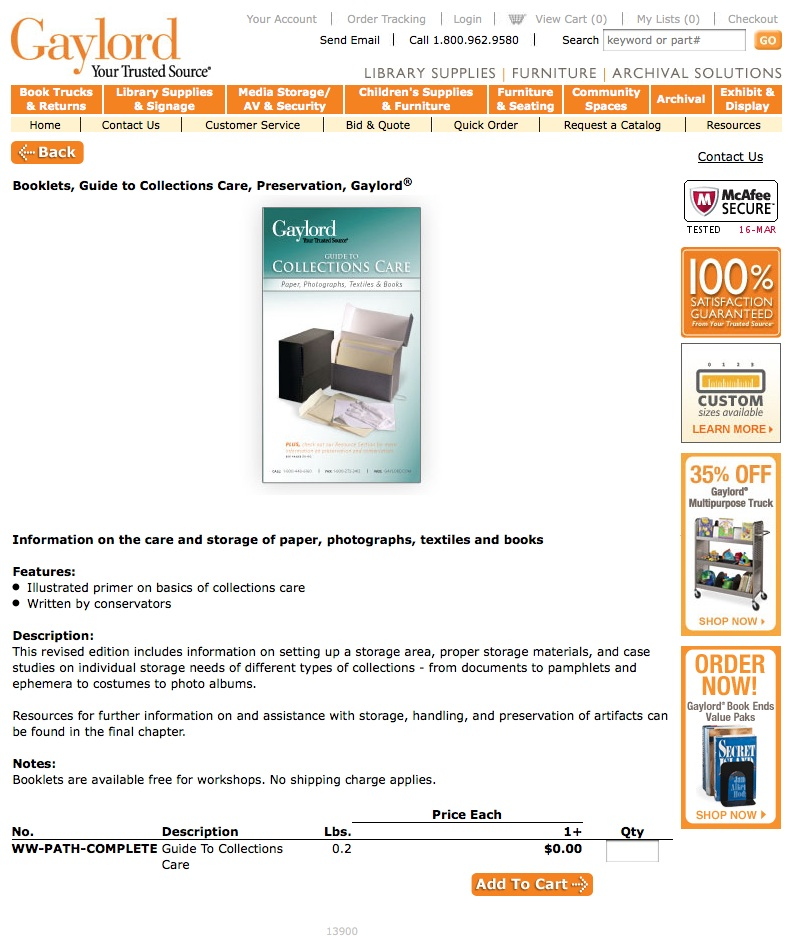 Gaylord
Your Trusted Source®
Your Account | Order Tracking | Login | View Cart (0) | My Lists (0) | Checkout
Send Email | Call 1.800.962.9580 | Search keyword or part# GO
LIBRARY SUPPLIES | FURNITURE | ARCHIVAL SOLUTIONS
Book Trucks & Returns
Library Supplies & Signage
Media Storage/ AV & Security
Children's Supplies & Furniture
Furniture & Seating
Community Spaces
Archival
Exhibit & Display
Home | Contact Us | Customer Service | Bid & Quote | Quick Order | Request a Catalog | Resources
Back
Contact Us
Booklets, Guide to Collections Care, Preservation, Gaylord®
Gaylord
Your Trusted Source®
GUIDE TO
COLLECTIONS CARE
Paper, Photographs, Textiles & Books
Information on the care and storage of paper, photographs, textiles and books
Features:
• Illustrated primer on basics of collections care
• Written by conservators
Description:
This revised edition includes information on setting up a storage area, proper storage materials, and case
studies on individual storage needs of different types of collections - from documents to pamphlets and
ephemera to costumes to photo albums.
Resources for further information on and assistance with storage, handling, and preservation of artifacts can
be found in the final chapter.
Notes:
Booklets are available free for workshops. No shipping charge applies.
Price Each
No. Description Lbs. 1+ Qty
WW-PATH-COMPLETE Guide To Collections 0.2 $0.00
Care
Add To Cart
13900
McAfee
SECURE™
TESTED 16-MAR
100%
SATISFACTION
GUARANTEED
From Your Trusted Source®
0 1 2 3
CUSTOM
sizes available
LEARN MORE
35% OFF
Gaylord®
Multipurpose Truck
SHOP NOW
ORDER
NOW!
Gaylord® Book Ends
Value Paks
SECRET
SHOP NOW